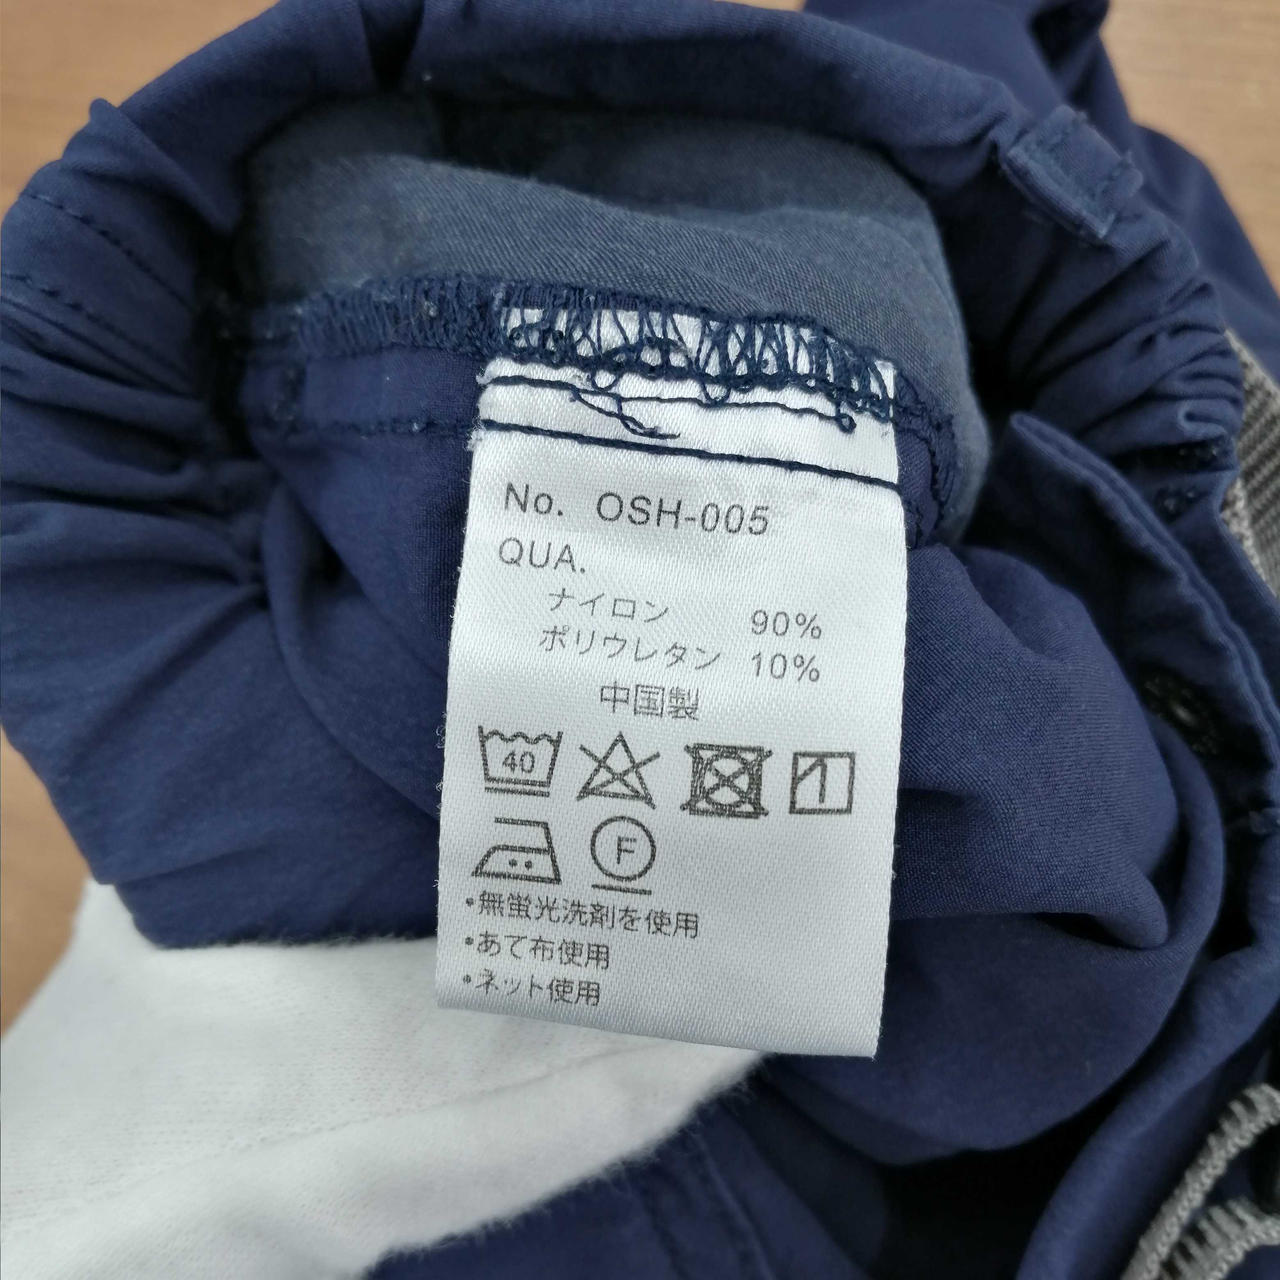 No. OSH-005
QUA.
ナイロン 90%
ポリウレタン 10%
中国製
40
F
•無蛍光洗剤を使用
•あて布使用
•ネット使用